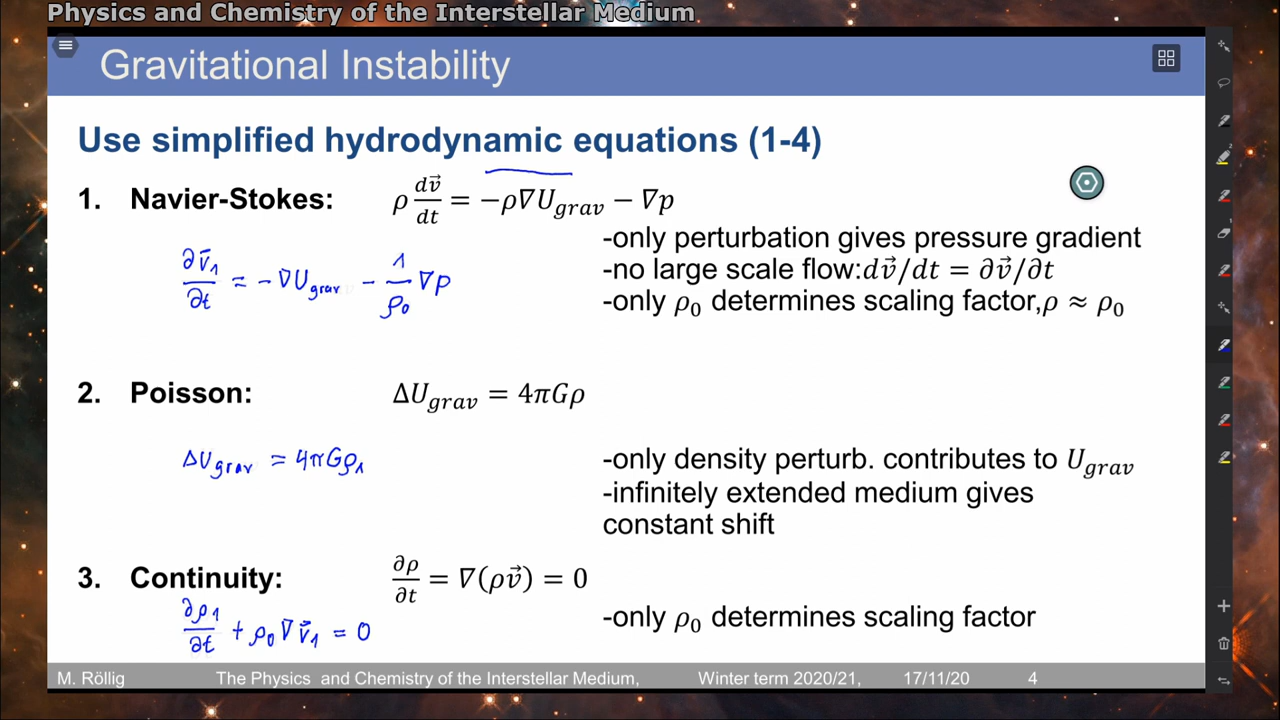 Physics and Chemistry of the Interstellar Medium
Gravitational Instability
Use simplified hydrodynamic equations (1-4)
1. Navier-Stokes: ρ dv⃗/dt = −ρ∇U_grav − ∇p
-only perturbation gives pressure gradient
-no large scale flow:dv⃗/dt = ∂v⃗/∂t
-only ρ₀ determines scaling factor,ρ ≈ ρ₀
∂v⃗₁/∂t = −∇U_grav − 1/ρ₀ ∇p
2. Poisson: ΔU_grav = 4πGρ
ΔU_grav = 4πGρ₁
-only density perturb. contributes to U_grav
-infinitely extended medium gives
constant shift
3. Continuity: ∂ρ/∂t = ∇(ρv⃗) = 0
-only ρ₀ determines scaling factor
∂ρ₁/∂t + ρ₀∇v⃗₁ = 0
M. Röllig The Physics and Chemistry of the Interstellar Medium, Winter term 2020/21, 17/11/20 4